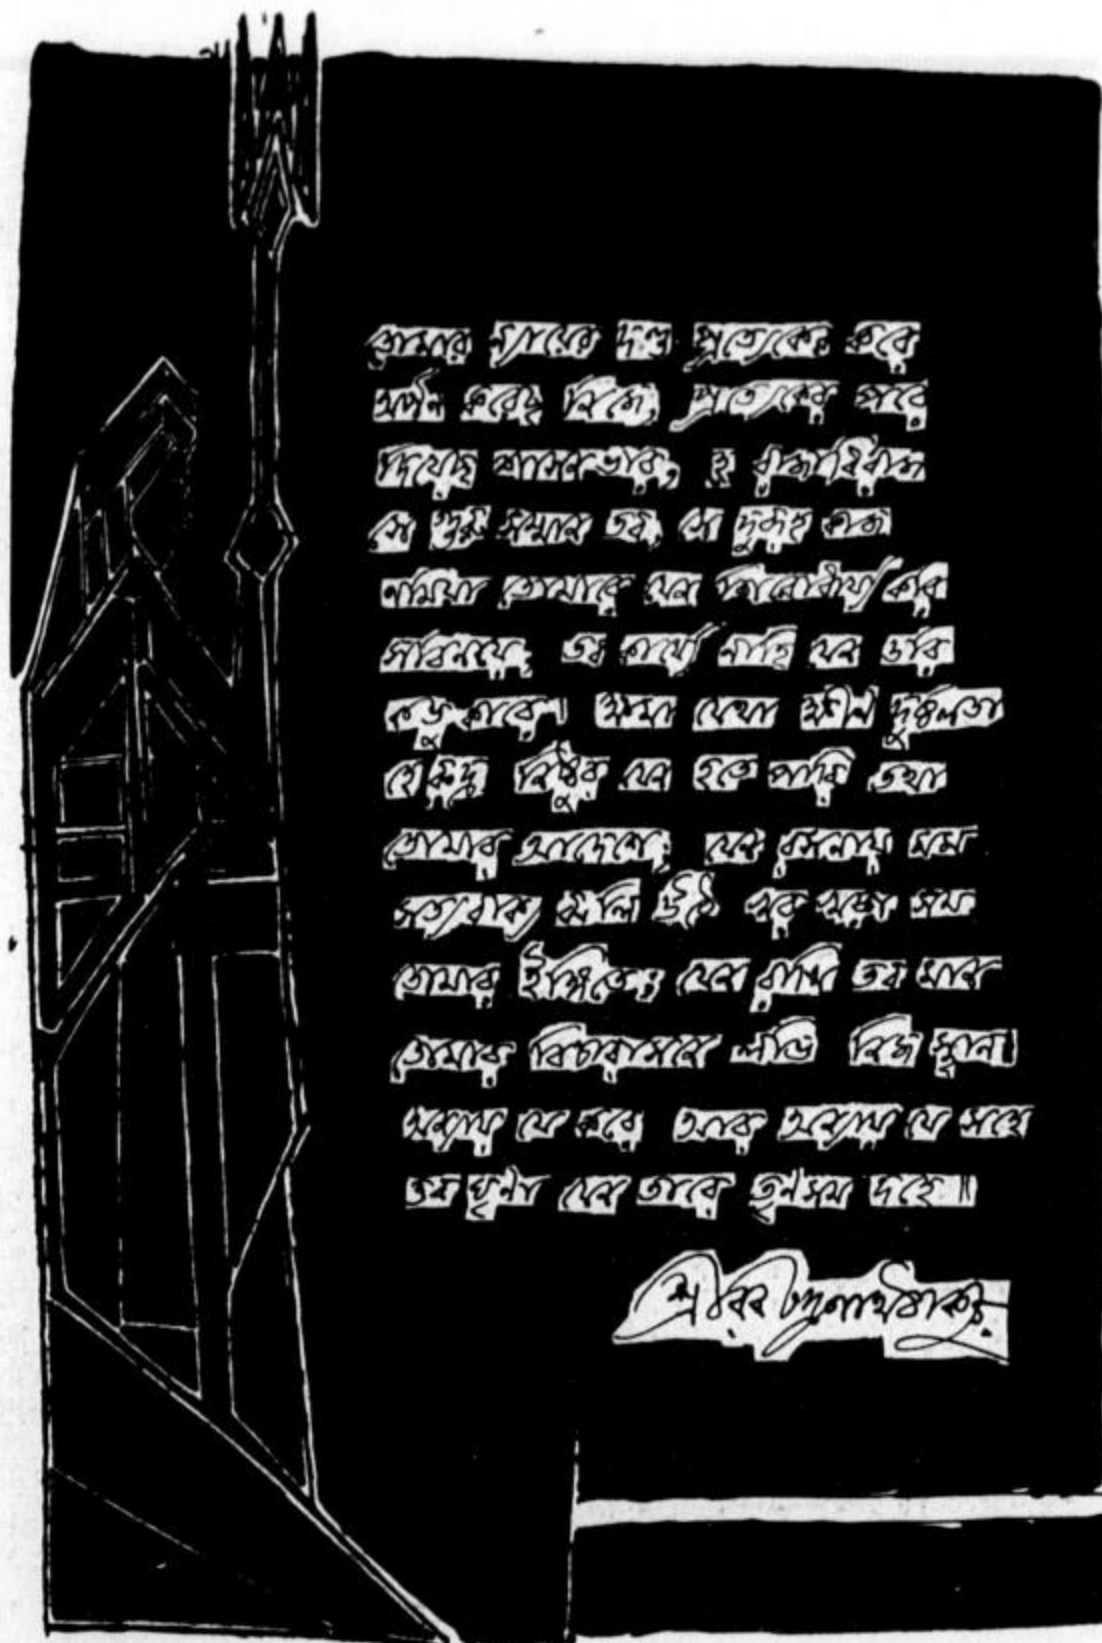 তোমার ন্যায়ের দণ্ড প্রত্যেকের করে
অর্পণ করেছ নিজে, প্রত্যেকের পরে
দিয়েছ শাসনভার, হে রাজাধিরাজ
সে গুরু সম্মান তব, সে দুরূহ কাজ
নমিয়া তোমারে যেন শিরোধার্য্য করি
সবিনয়ে; তব কার্য্যে নাহি যেন ডরি
কভু কারে। ক্ষমা যেথা ক্ষীণ দুর্ব্বলতা
হে রুদ্র নিষ্ঠুর যেন হতে পারি তথা
তোমার আদেশে; যেন রসনায় মম
সত্যবাক্য ঝলি উঠে খর খড়্গ সম
তোমার ইঙ্গিতে; যেন রাখি তব মান
তোমার বিচারাসনে লভি নিজ স্থান।
অন্যায় যে করে আর অন্যায় যে সহে
তব ঘৃণা যেন তারে তৃণসম দহে॥
শ্রীরবীন্দ্রনাথ ঠাকুর